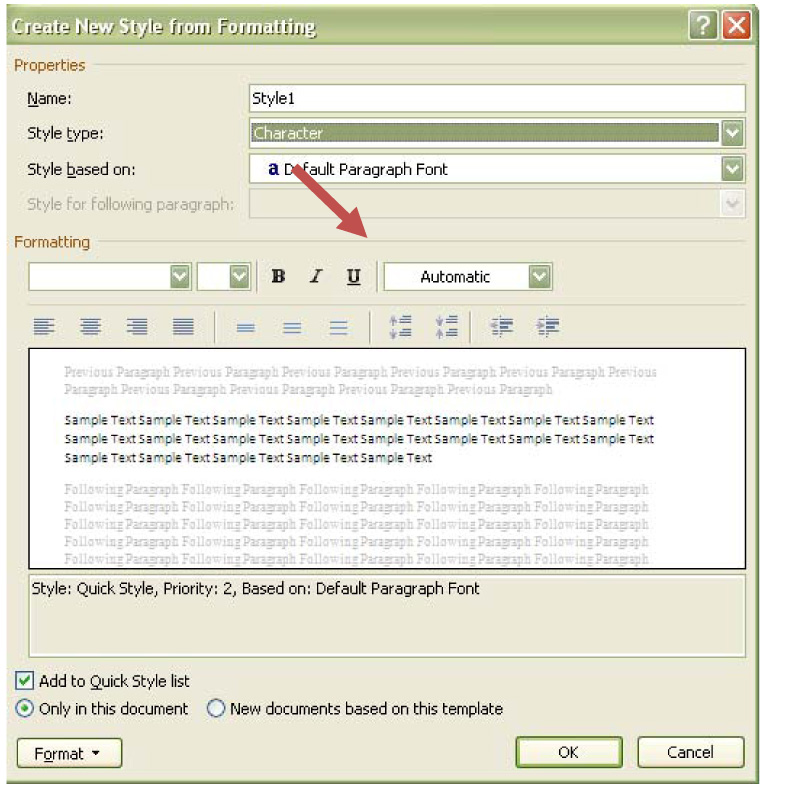 Create New Style from Formatting
Properties
Name: Style1
Style type: Character
Style based on: a Default Paragraph Font
Style for following paragraph:
Formatting
B I U Automatic
Previous Paragraph Previous Paragraph Previous Paragraph Previous Paragraph Previous Paragraph Previous
Paragraph Previous Paragraph Previous Paragraph Previous Paragraph Previous Paragraph
Sample Text Sample Text Sample Text Sample Text Sample Text Sample Text Sample Text Sample Text
Sample Text Sample Text Sample Text Sample Text Sample Text Sample Text Sample Text Sample Text
Sample Text Sample Text Sample Text Sample Text Sample Text
Following Paragraph Following Paragraph Following Paragraph Following Paragraph Following Paragraph
Following Paragraph Following Paragraph Following Paragraph Following Paragraph Following Paragraph
Following Paragraph Following Paragraph Following Paragraph Following Paragraph Following Paragraph
Following Paragraph Following Paragraph Following Paragraph Following Paragraph Following Paragraph
Following Paragraph Following Paragraph Following Paragraph Following Paragraph Following Paragraph
Style: Quick Style, Priority: 2, Based on: Default Paragraph Font
Add to Quick Style list
Only in this document New documents based on this template
Format OK Cancel